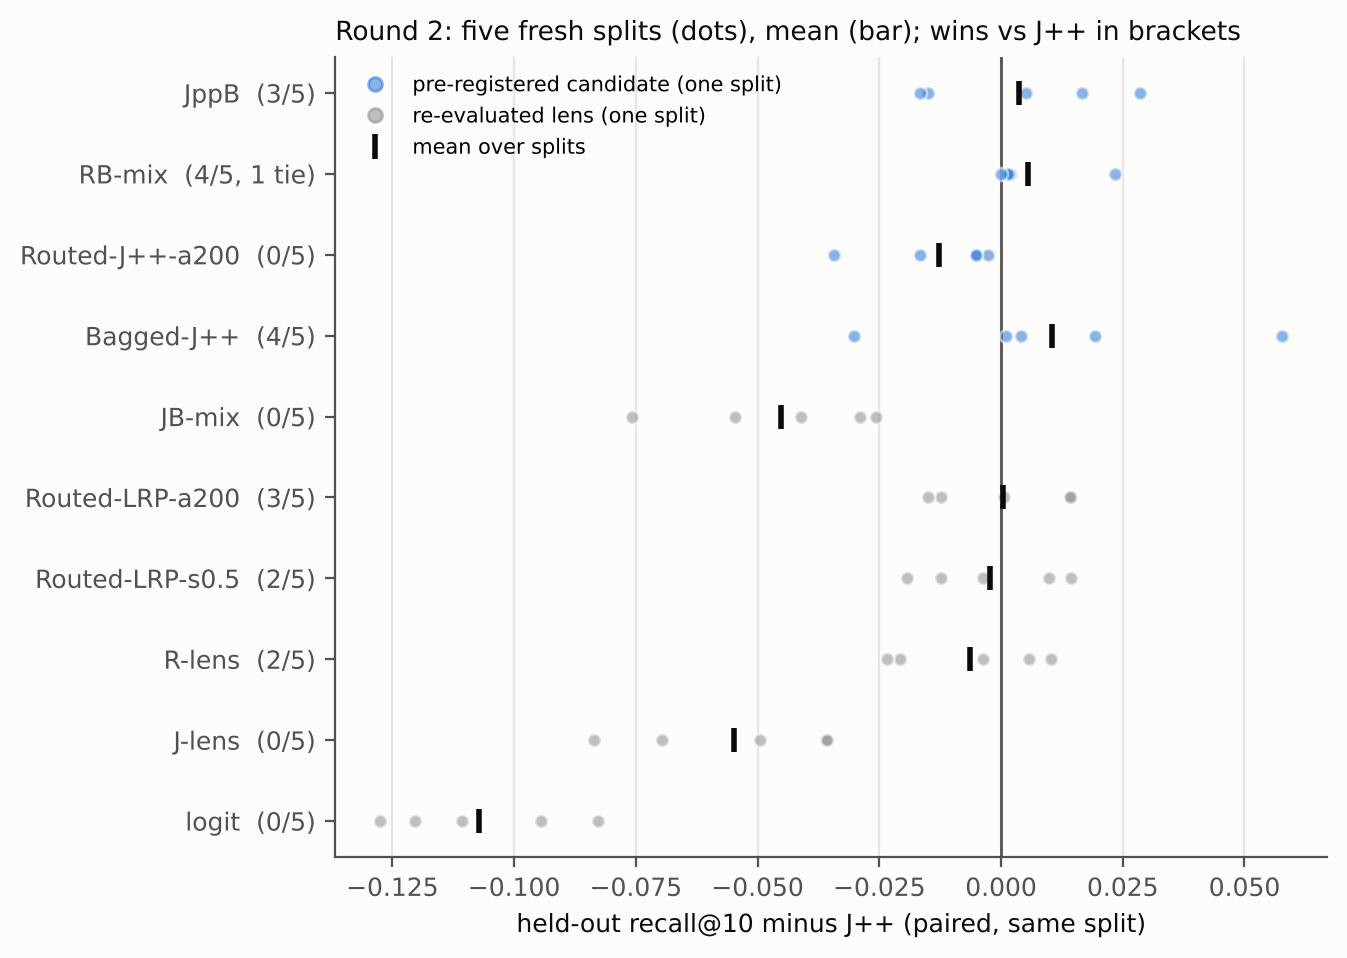 Round 2: five fresh splits (dots), mean (bar); wins vs J++ in brackets
pre-registered candidate (one split)
re-evaluated lens (one split)
mean over splits
JppB (3/5)
RB-mix (4/5, 1 tie)
Routed-J++-a200 (0/5)
Bagged-J++ (4/5)
JB-mix (0/5)
Routed-LRP-a200 (3/5)
Routed-LRP-s0.5 (2/5)
R-lens (2/5)
J-lens (0/5)
logit (0/5)
−0.125 −0.100 −0.075 −0.050 −0.025 0.000 0.025 0.050
held-out recall@10 minus J++ (paired, same split)